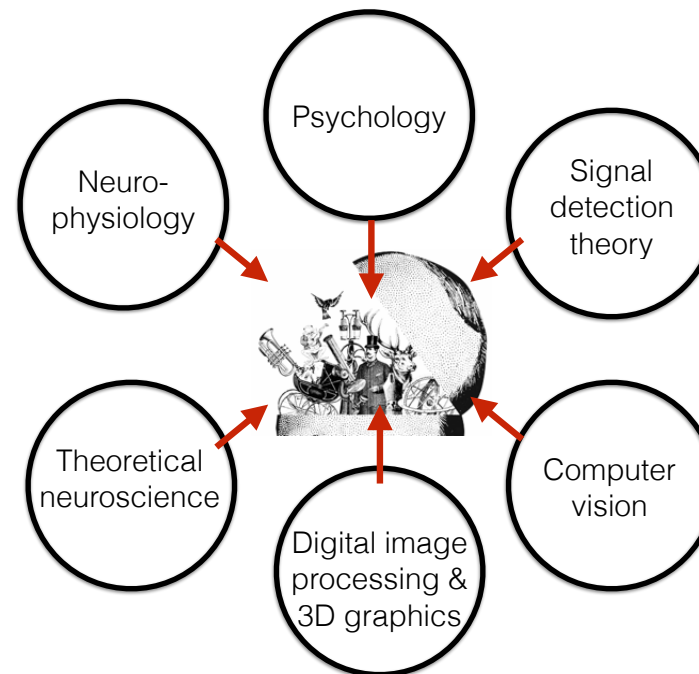 Psychology
Neuro-
physiology
Signal
detection
theory
Theoretical
neuroscience
Digital image
processing &
3D graphics
Computer
vision